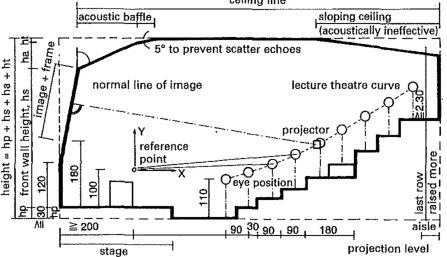 ceiling line
acoustic baffle
sloping ceiling
(acoustically ineffective)
5° to prevent scatter echoes
normal line of image
lecture theatre curve
projector
Y
reference
point
X
eye position
height = hp + hs + ha + ht
front wall height, hs
ha
ht
image + frame
hp
30
120
180
100
110
hp
≥ 200
90
30
90
90
180
≥2.30
last row
raised more
aisle
stage
projection level